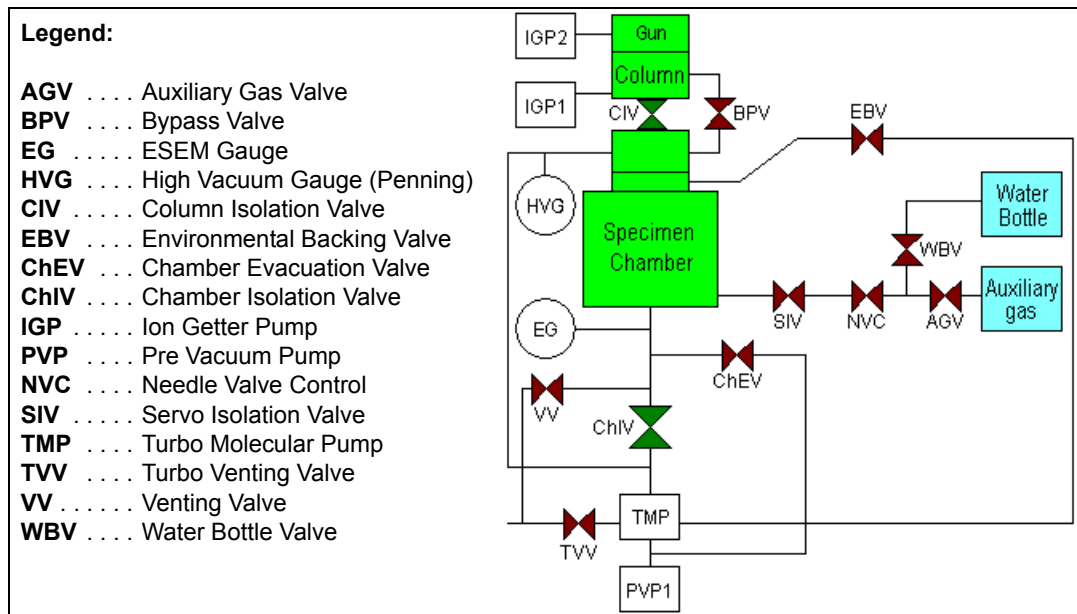 Legend:
AGV . . . . Auxiliary Gas Valve
BPV . . . . Bypass Valve
EG . . . . . ESEM Gauge
HVG . . . . High Vacuum Gauge (Penning)
CIV . . . . Column Isolation Valve
EBV . . . . Environmental Backing Valve
ChEV . . . Chamber Evacuation Valve
ChIV . . . . Chamber Isolation Valve
IGP . . . . Ion Getter Pump
PVP . . . . Pre Vacuum Pump
NVC . . . . Needle Valve Control
SIV . . . . . Servo Isolation Valve
TMP . . . . Turbo Molecular Pump
TVV . . . . Turbo Venting Valve
VV . . . . . . Venting Valve
WBV . . . . Water Bottle Valve
IGP2
Gun
Column
IGP1
CIV
BPV
EBV
HVG
Specimen
Chamber
Water
Bottle
WBV
Auxiliary
gas
SIV
NVC
AGV
EG
ChEV
VV
ChIV
TMP
TVV
PVP1